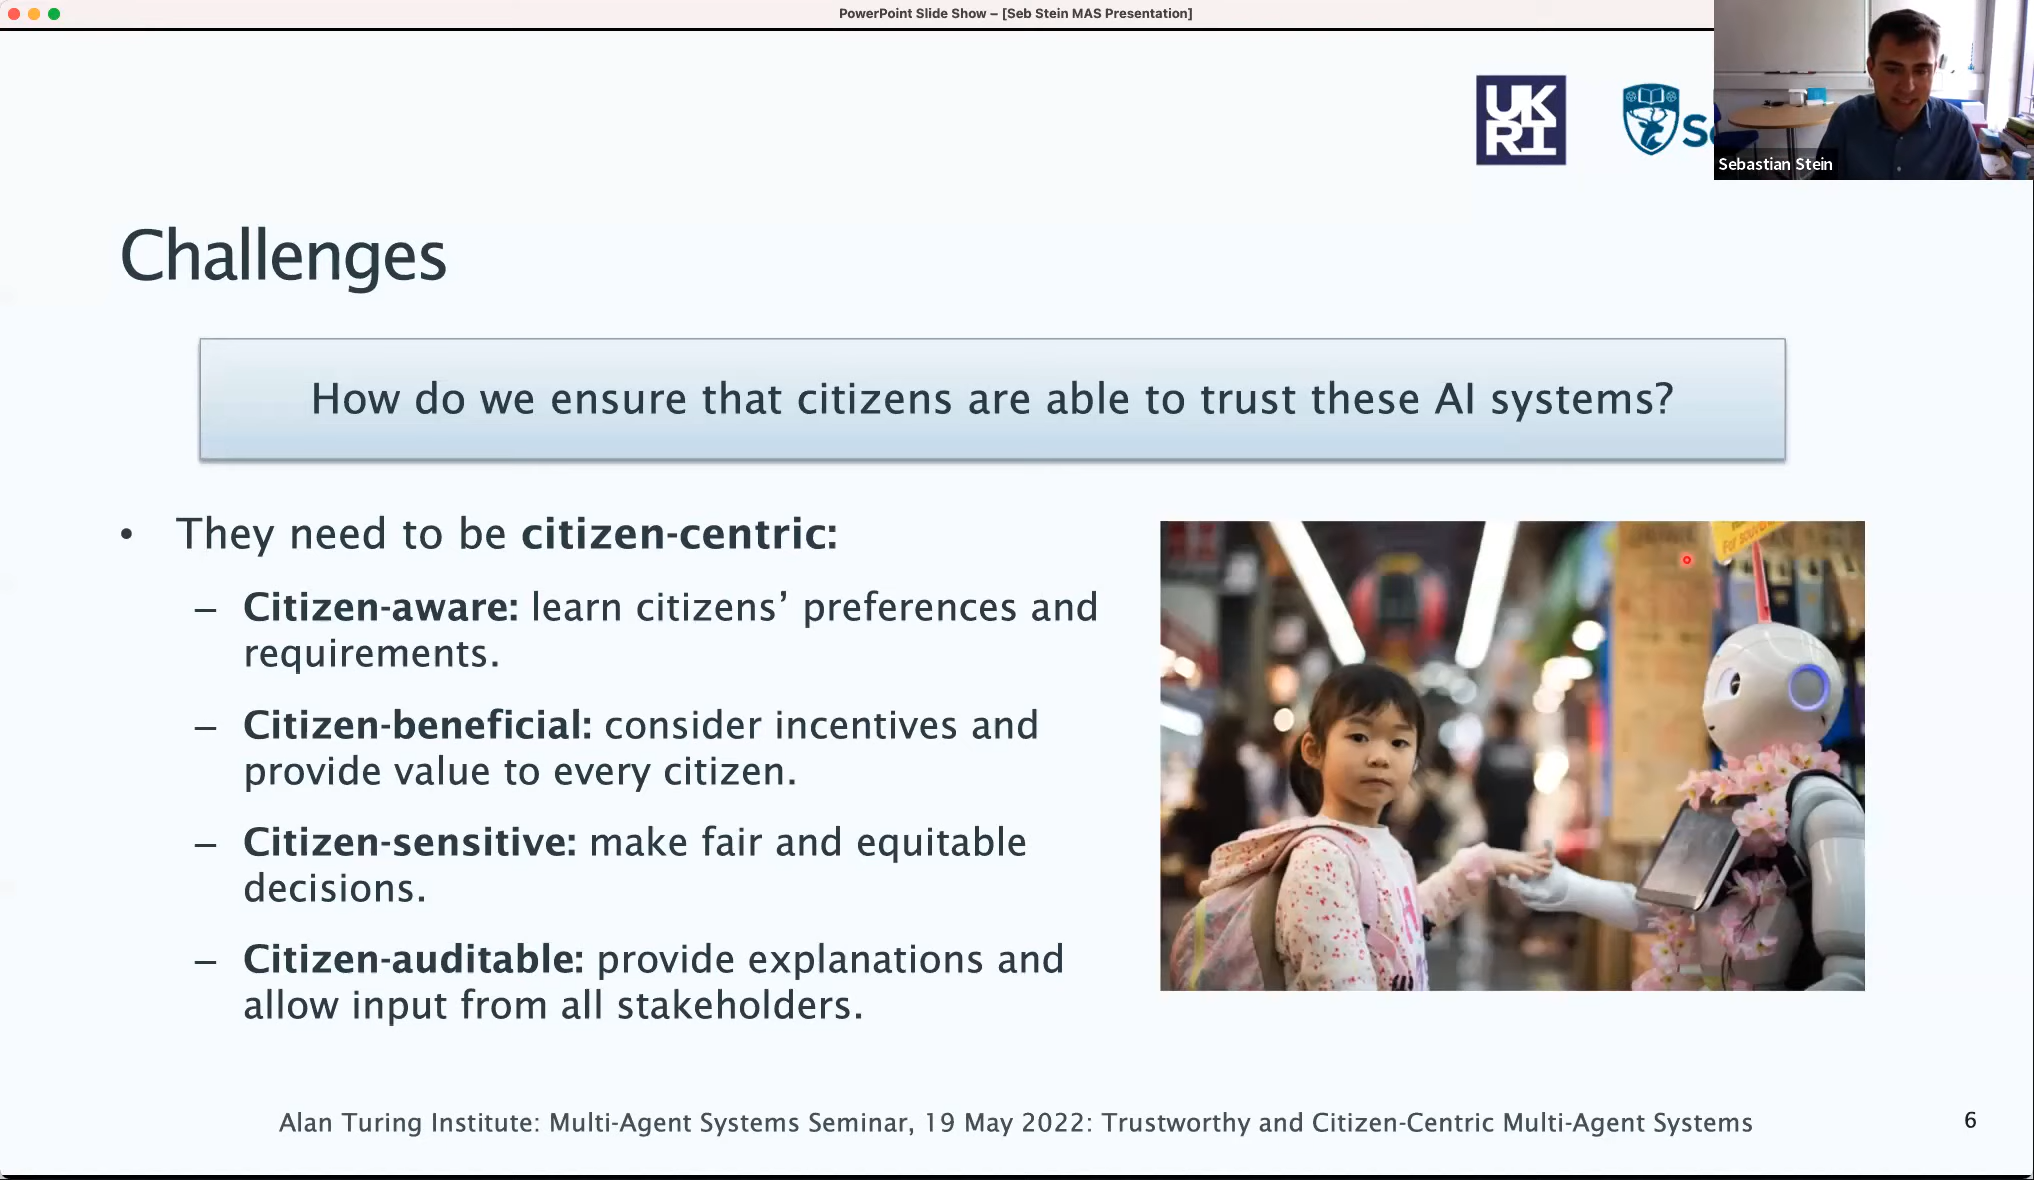 PowerPoint Slide Show – [Seb Stein MAS Presentation]
UK
RI
Sebastian Stein
Challenges
How do we ensure that citizens are able to trust these AI systems?
• They need to be citizen-centric:
– Citizen-aware: learn citizens’ preferences and
requirements.
– Citizen-beneficial: consider incentives and
provide value to every citizen.
– Citizen-sensitive: make fair and equitable
decisions.
– Citizen-auditable: provide explanations and
allow input from all stakeholders.
Alan Turing Institute: Multi-Agent Systems Seminar, 19 May 2022: Trustworthy and Citizen-Centric Multi-Agent Systems
6